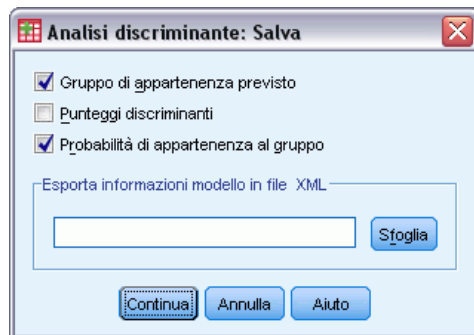 Analisi discriminante: Salva
Gruppo di appartenenza previsto
Punteggi discriminanti
Probabilità di appartenenza al gruppo
Esporta informazioni modello in file XML
Sfoglia
Continua Annulla Aiuto